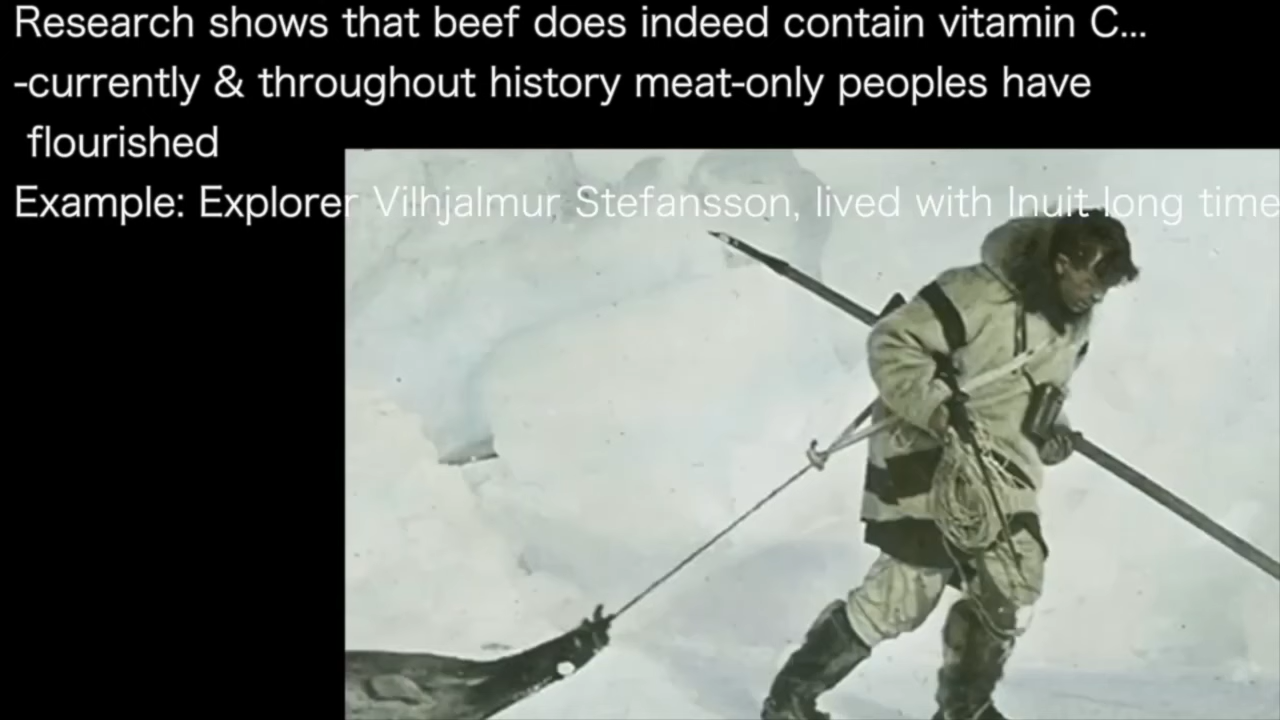 Research shows that beef does indeed contain vitamin C...
-currently & throughout history meat-only peoples have
flourished
Example: Explorer Vilhjalmur Stefansson, lived with Inuit long time